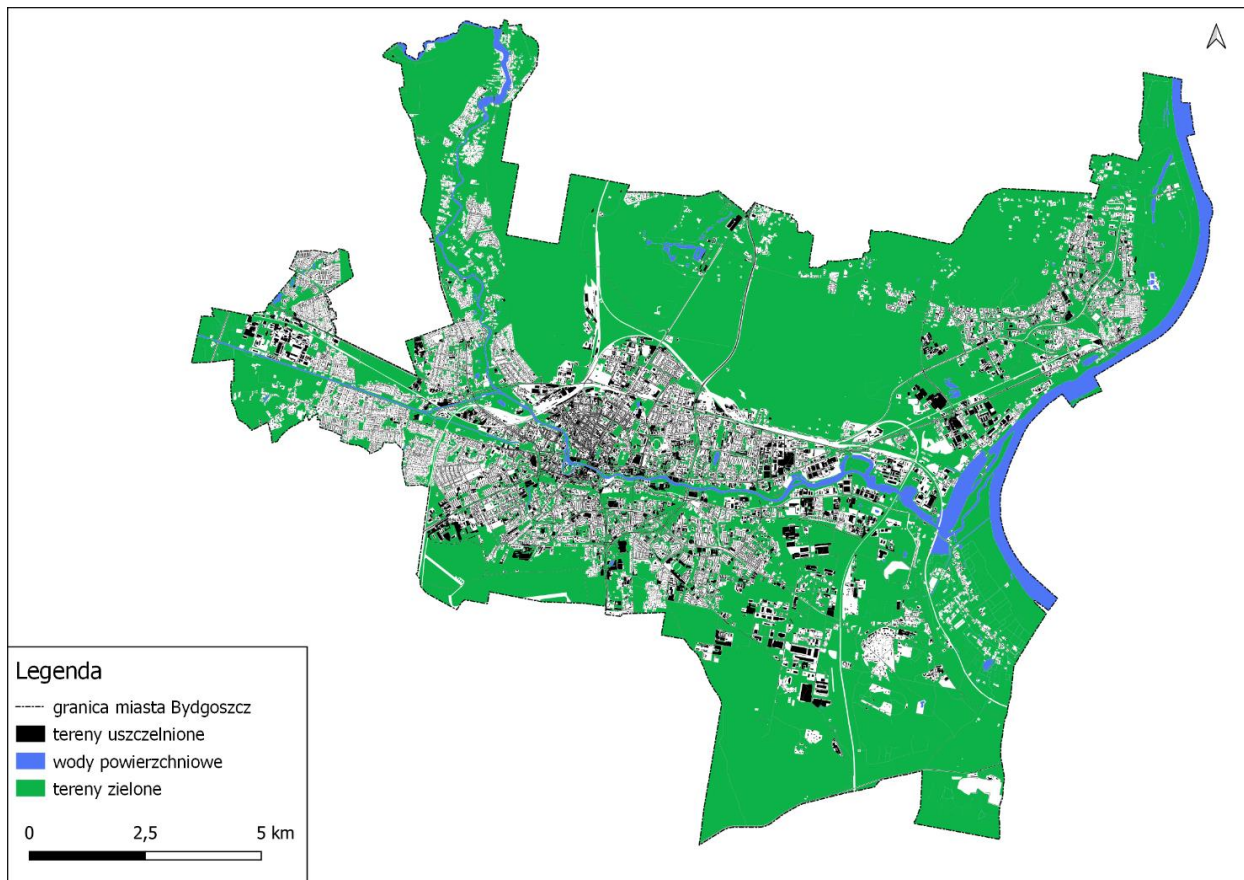 Legenda
granica miasta Bydgoszcz
tereny uszczelnione
wody powierzchniowe
tereny zielone
0 2,5 5 km